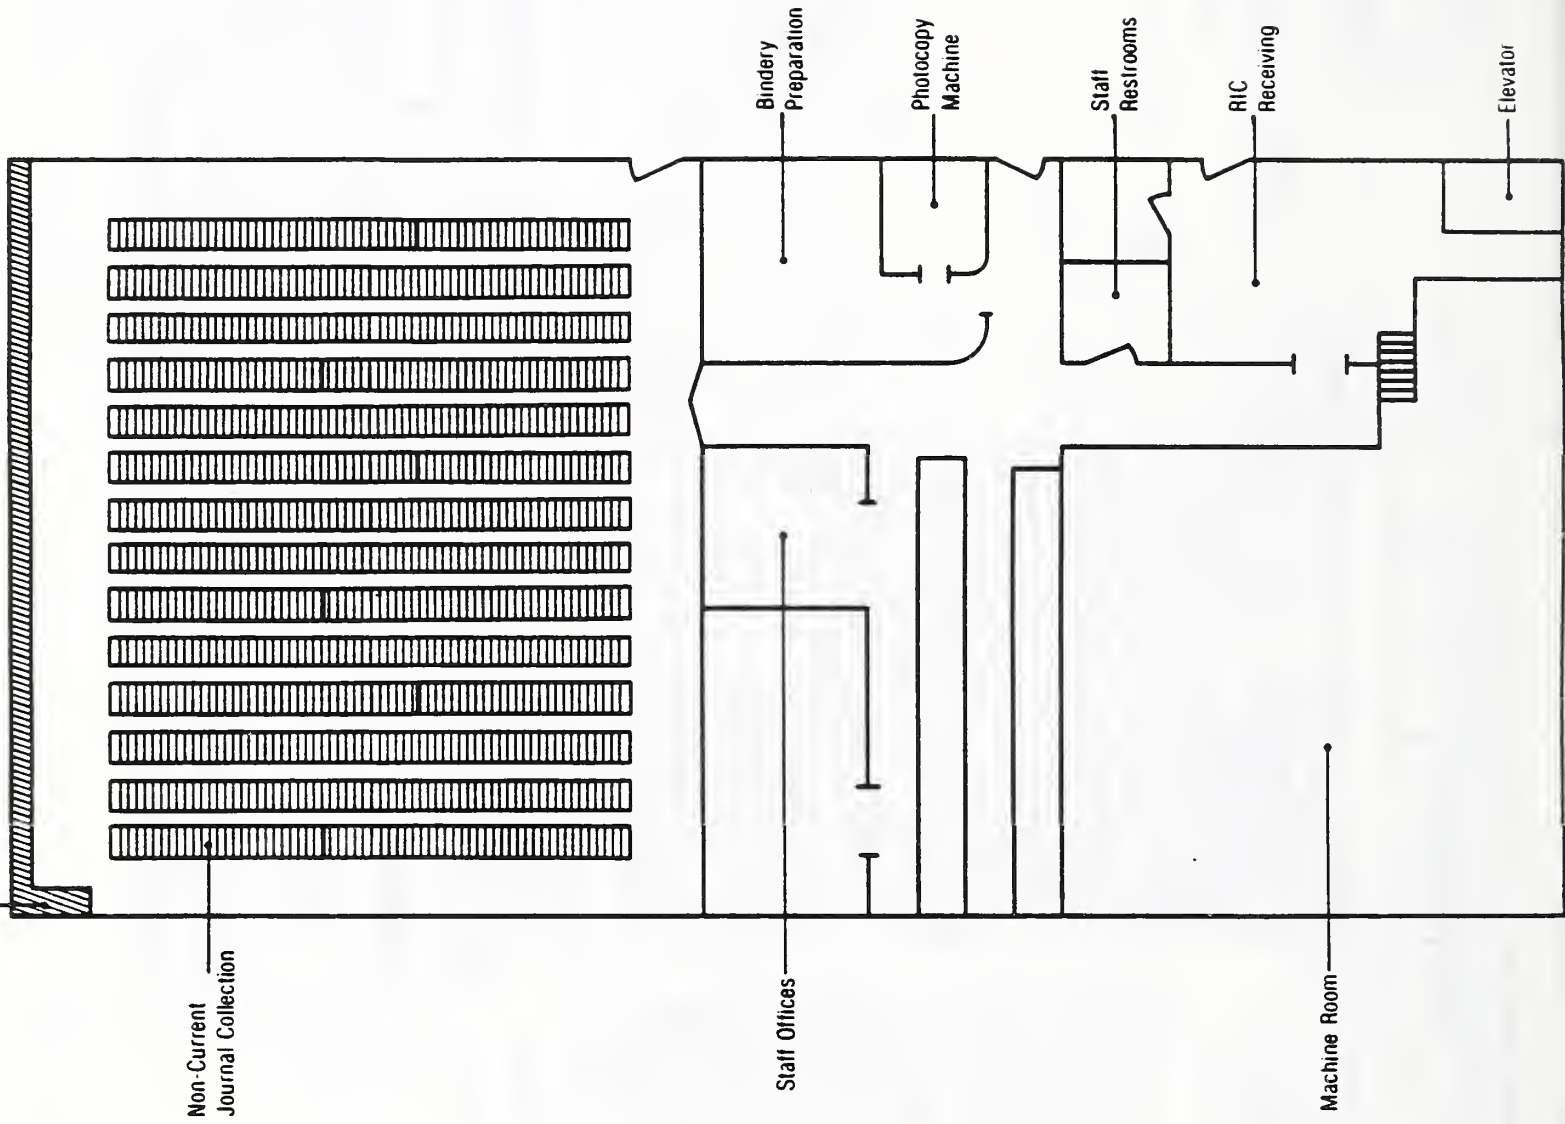 Bindery
Preparation
Photocopy
Machine
Staff
Restrooms
RIC
Receiving
Elevator
Non-Current
Journal Collection
Staff Offices
Machine Room